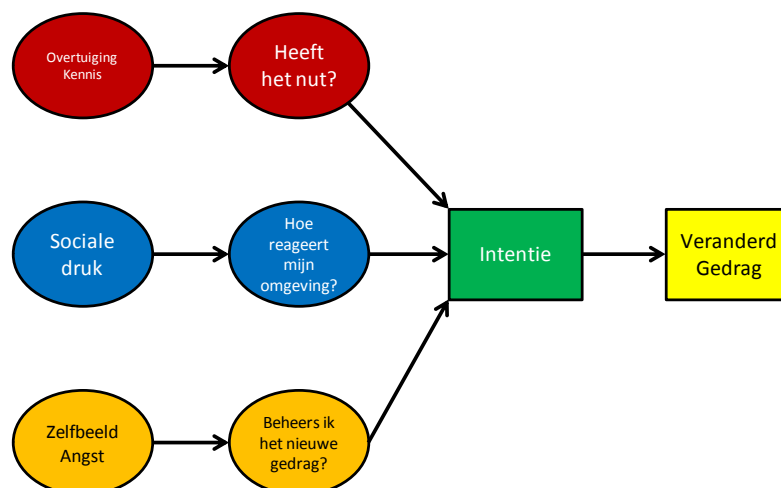 Overtuiging
Kennis
Heeft
het nut?
Sociale
druk
Hoe
reageert
mijn
omgeving?
Intentie
Veranderd
Gedrag
Zelfbeeld
Angst
Beheers ik
het nieuwe
gedrag?